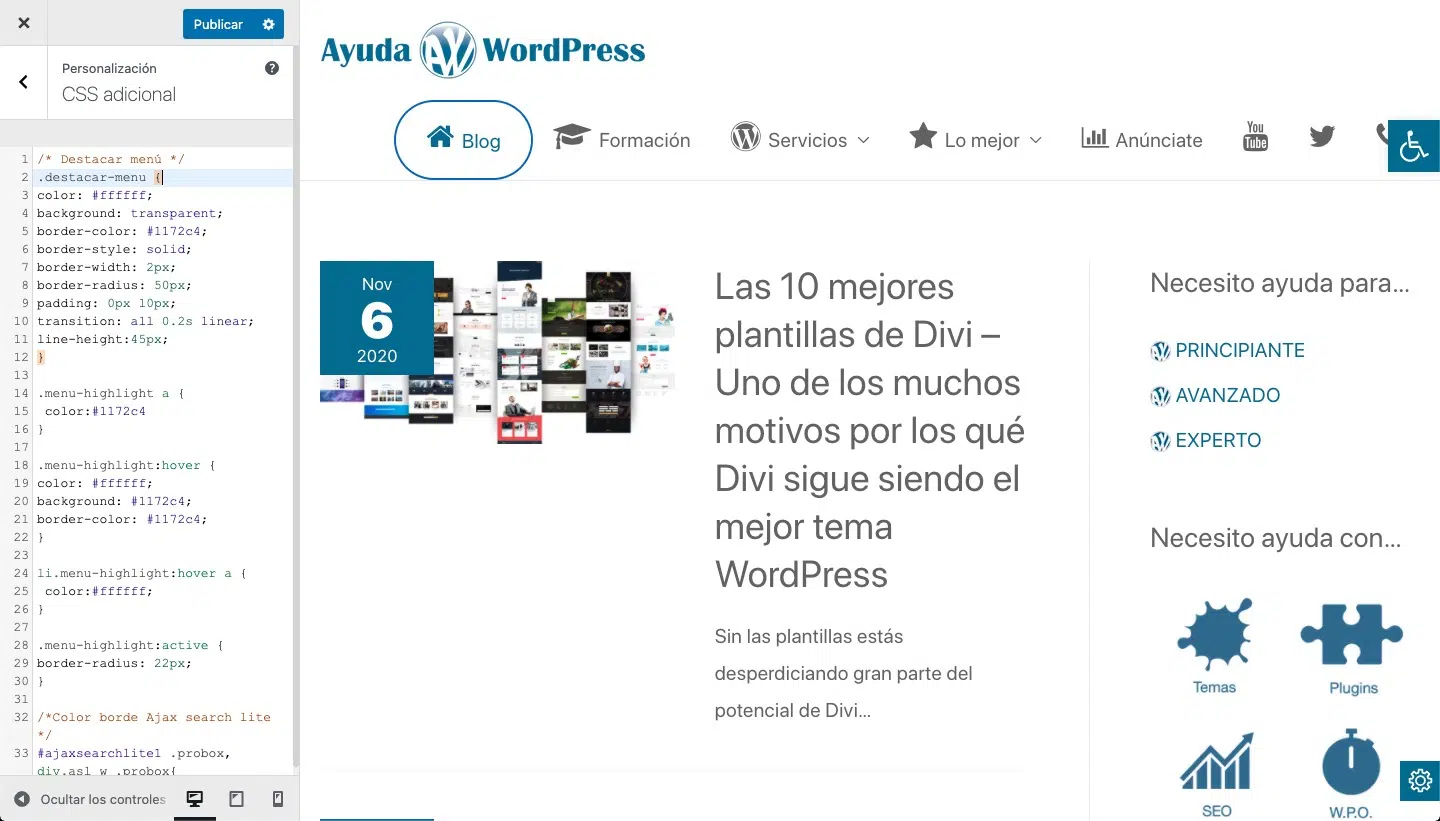 Publicar
Personalización
CSS adicional
1 /* Destacar menú */
2 .destacar-menu {
3 color: #ffffff;
4 background: transparent;
5 border-color: #1172c4;
6 border-style: solid;
7 border-width: 2px;
8 border-radius: 50px;
9 padding: 0px 10px;
10 transition: all 0.2s linear;
11 line-height:45px;
12 }
13
14 .menu-highlight a {
15 color:#1172c4
16 }
17
18 .menu-highlight:hover {
19 color: #ffffff;
20 background: #1172c4;
21 border-color: #1172c4;
22 }
23
24 li.menu-highlight:hover a {
25 color:#ffffff;
26 }
27
28 .menu-highlight:active {
29 border-radius: 22px;
30 }
31
32 /*Color borde Ajax search lite
*/
33 #ajaxsearchlite1 .probox,
div.asl_w .probox{
Ocultar los controles
Ayuda WordPress
Blog Formación Servicios Lo mejor Anúnciate You Tube
Nov
6
2020
Las 10 mejores
plantillas de Divi –
Uno de los muchos
motivos por los qué
Divi sigue siendo el
mejor tema
WordPress
Sin las plantillas estás
desperdiciando gran parte del
potencial de Divi...
Necesito ayuda para...
PRINCIPIANTE
AVANZADO
EXPERTO
Necesito ayuda con...
Temas Plugins
SEO W.P.O.